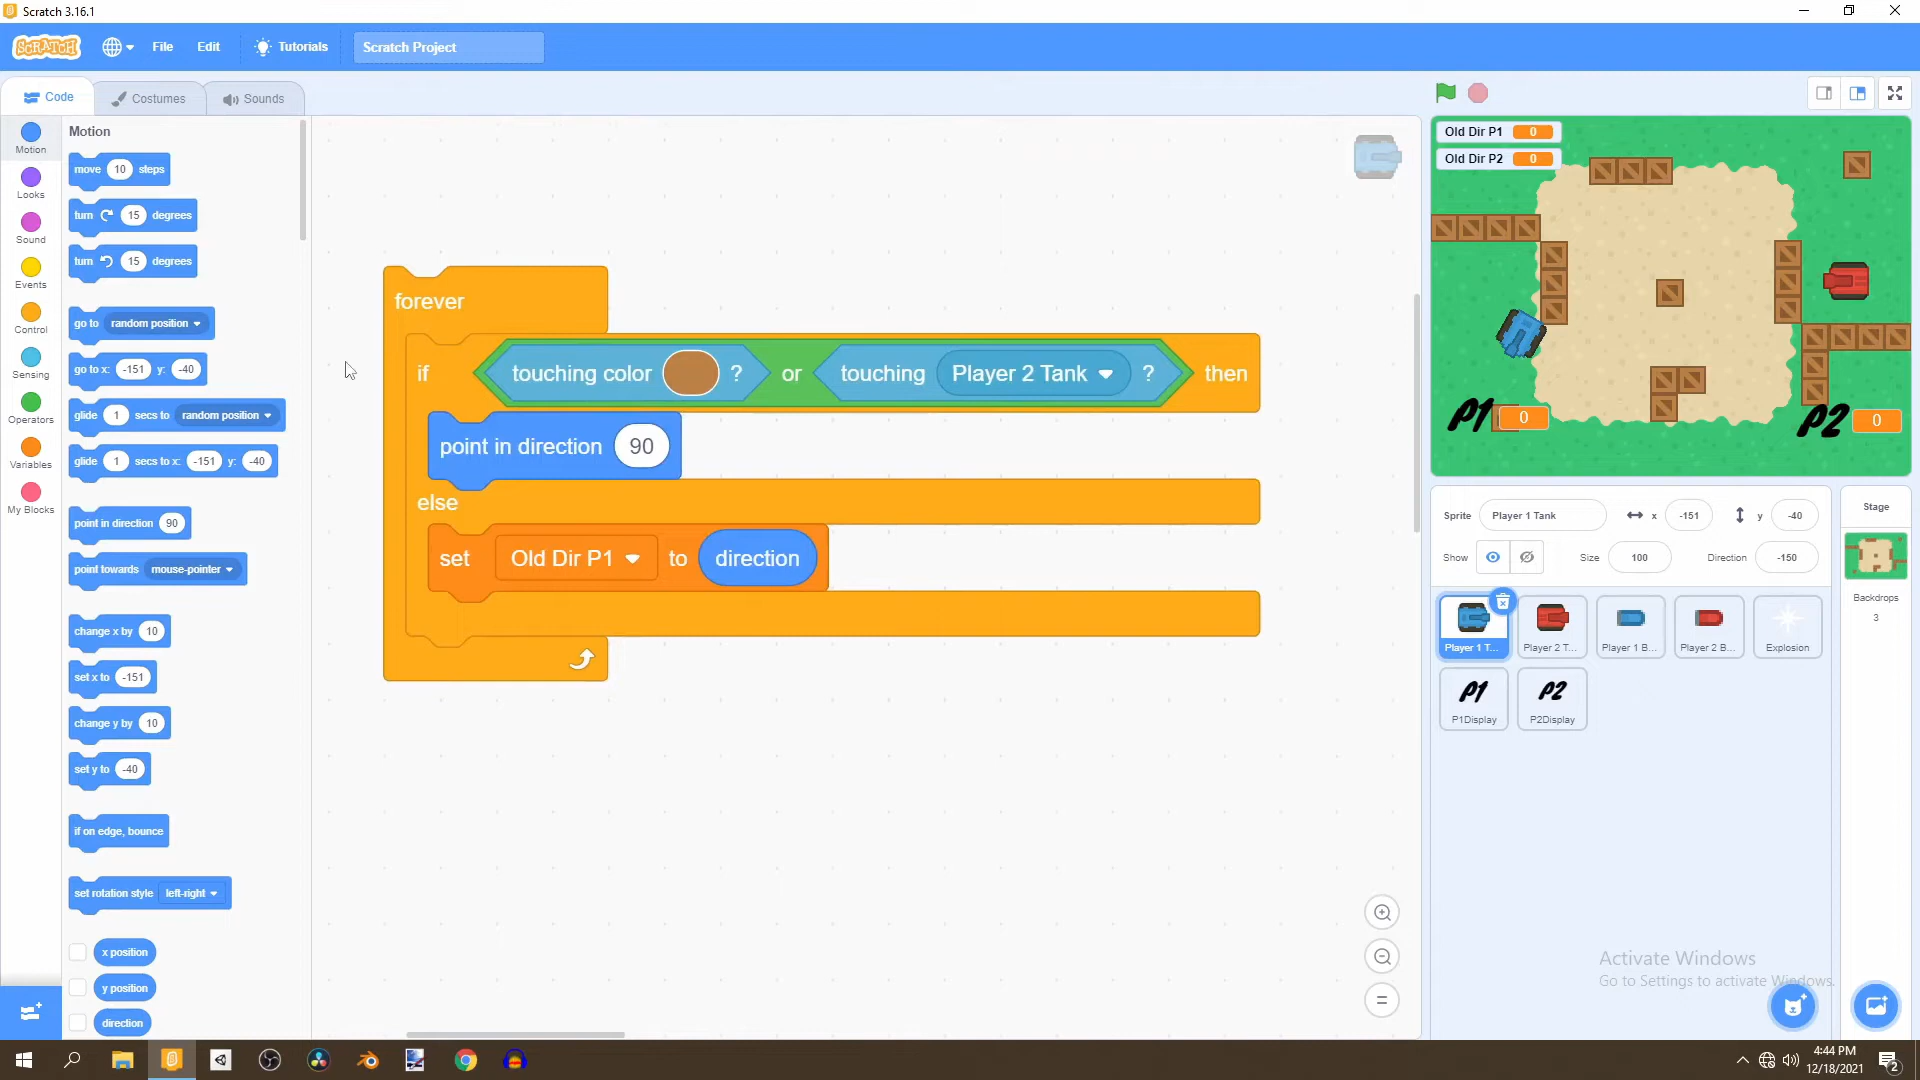 Scratch 3.16.1
SCRATCH File Edit Tutorials Scratch Project
Code Costumes Sounds
Motion
Looks
Sound
Events
Control
Sensing
Operators
Variables
My Blocks
Motion
move 10 steps
turn 15 degrees
turn 15 degrees
go to random position
go to x: -151 y: -40
glide 1 secs to random position
glide 1 secs to x: -151 y: -40
point in direction 90
point towards mouse-pointer
change x by 10
set x to -151
change y by 10
set y to -40
if on edge, bounce
set rotation style left-right
x position
y position
direction
forever
if touching color ? or touching Player 2 Tank ? then
point in direction 90
else
set Old Dir P1 to direction
Old Dir P1 0
Old Dir P2 0
P1 0
P2 0
Sprite Player 1 Tank x -151 y -40
Show Size 100 Direction -150
Player 1 T... Player 2 T... Player 1 B... Player 2 B... Explosion
P1 P2
P1Display P2Display
Stage
Backdrops
3
Activate Windows
Go to Settings to activate Windows.
4:44 PM
12/18/2021
2